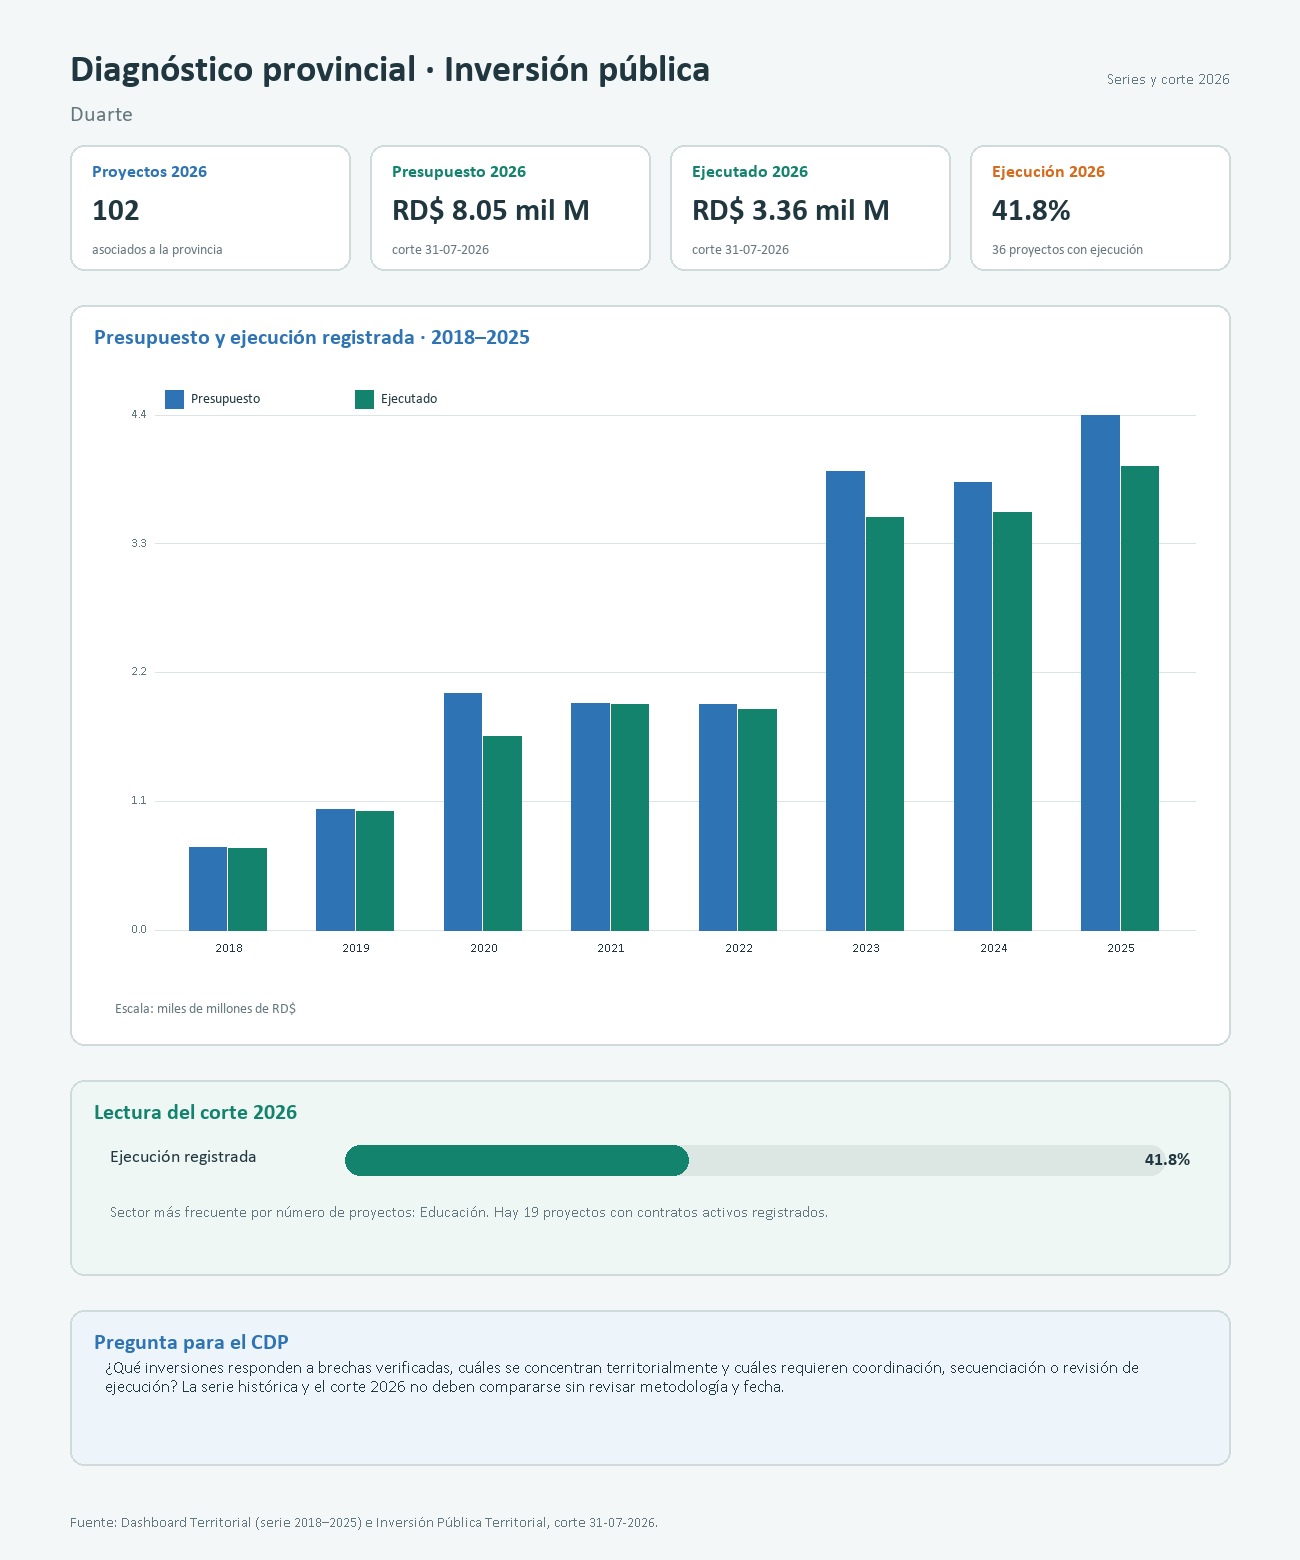 Diagnóstico provincial · Inversión pública
Series y corte 2026
Duarte
Proyectos 2026
102
asociados a la provincia
Presupuesto 2026
RD$ 8.05 mil M
corte 31-07-2026
Ejecutado 2026
RD$ 3.36 mil M
corte 31-07-2026
Ejecución 2026
41.8%
36 proyectos con ejecución
Presupuesto y ejecución registrada · 2018–2025
Presupuesto
Ejecutado
4.4
3.3
2.2
1.1
0.0
2018
2019
2020
2021
2022
2023
2024
2025
Escala: miles de millones de RD$
Lectura del corte 2026
Ejecución registrada
41.8%
Sector más frecuente por número de proyectos: Educación. Hay 19 proyectos con contratos activos registrados.
Pregunta para el CDP
¿Qué inversiones responden a brechas verificadas, cuáles se concentran territorialmente y cuáles requieren coordinación, secuenciación o revisión de
ejecución? La serie histórica y el corte 2026 no deben compararse sin revisar metodología y fecha.
Fuente: Dashboard Territorial (serie 2018–2025) e Inversión Pública Territorial, corte 31-07-2026.